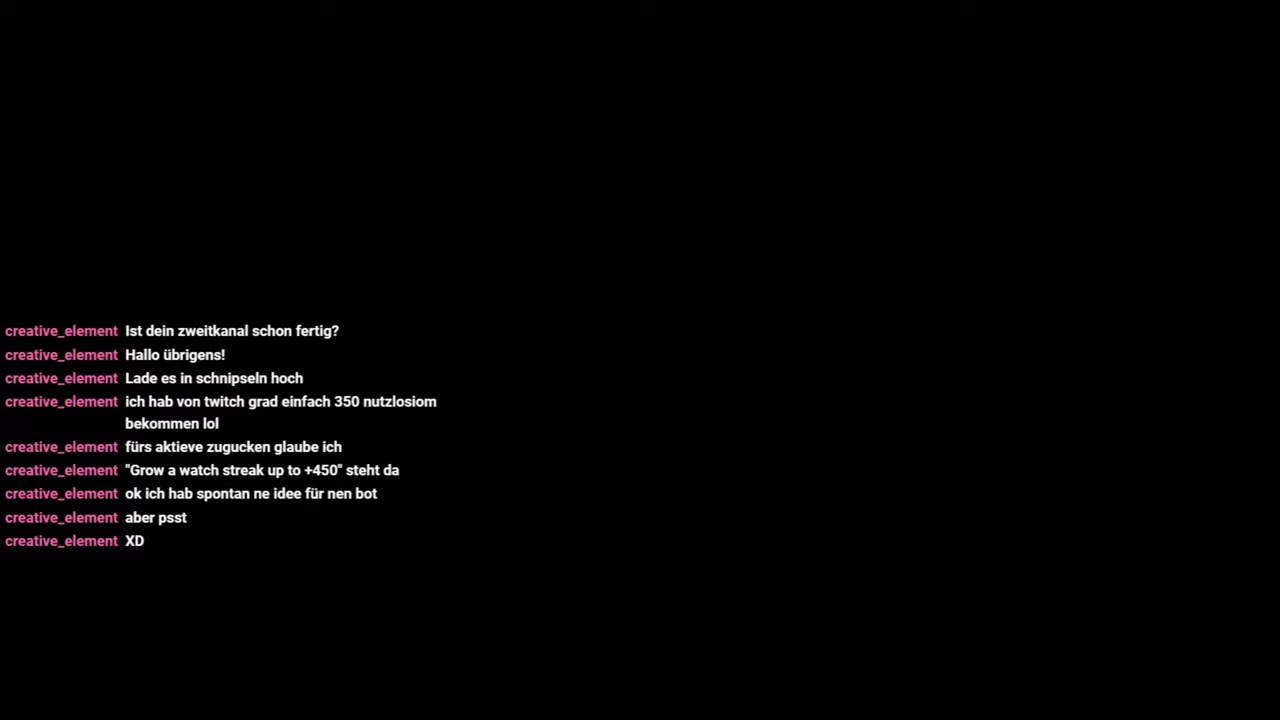 creative_element Ist dein zweitkanal schon fertig?
creative_element Hallo übrigens!
creative_element Lade es in schnipseln hoch
creative_element ich hab von twitch grad einfach 350 nutzlosiom
bekommen lol
creative_element fürs aktieve zugucken glaube ich
creative_element "Grow a watch streak up to +450" steht da
creative_element ok ich hab spontan ne idee für nen bot
creative_element aber psst
creative_element XD